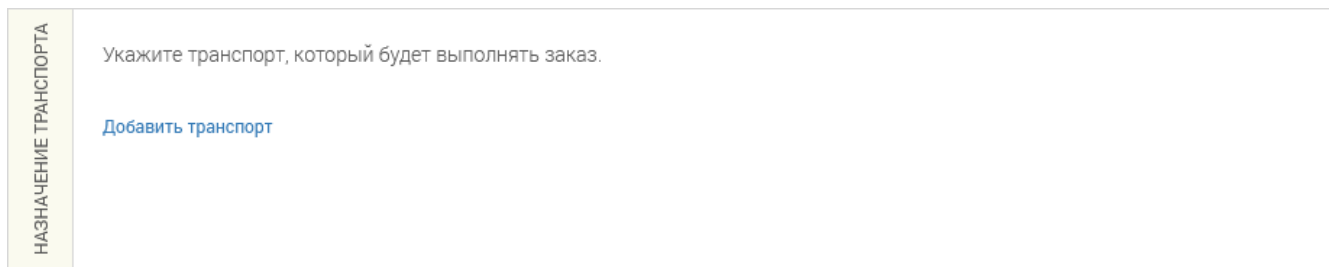 НАЗНАЧЕНИЕ ТРАНСПОРТА
Укажите транспорт, который будет выполнять заказ.
Добавить транспорт